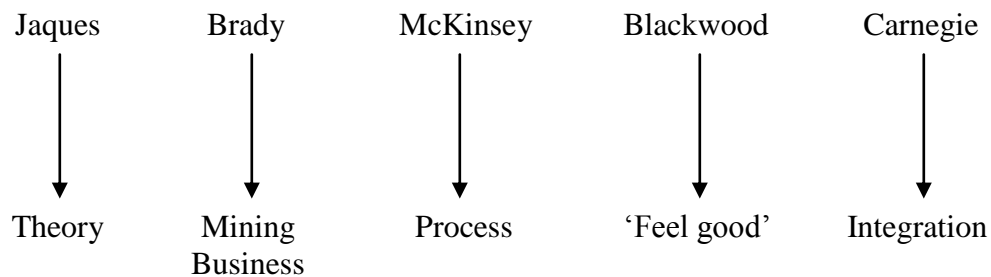 Jaques Brady McKinsey Blackwood Carnegie
Theory Mining Process ‘Feel good’ Integration
Business